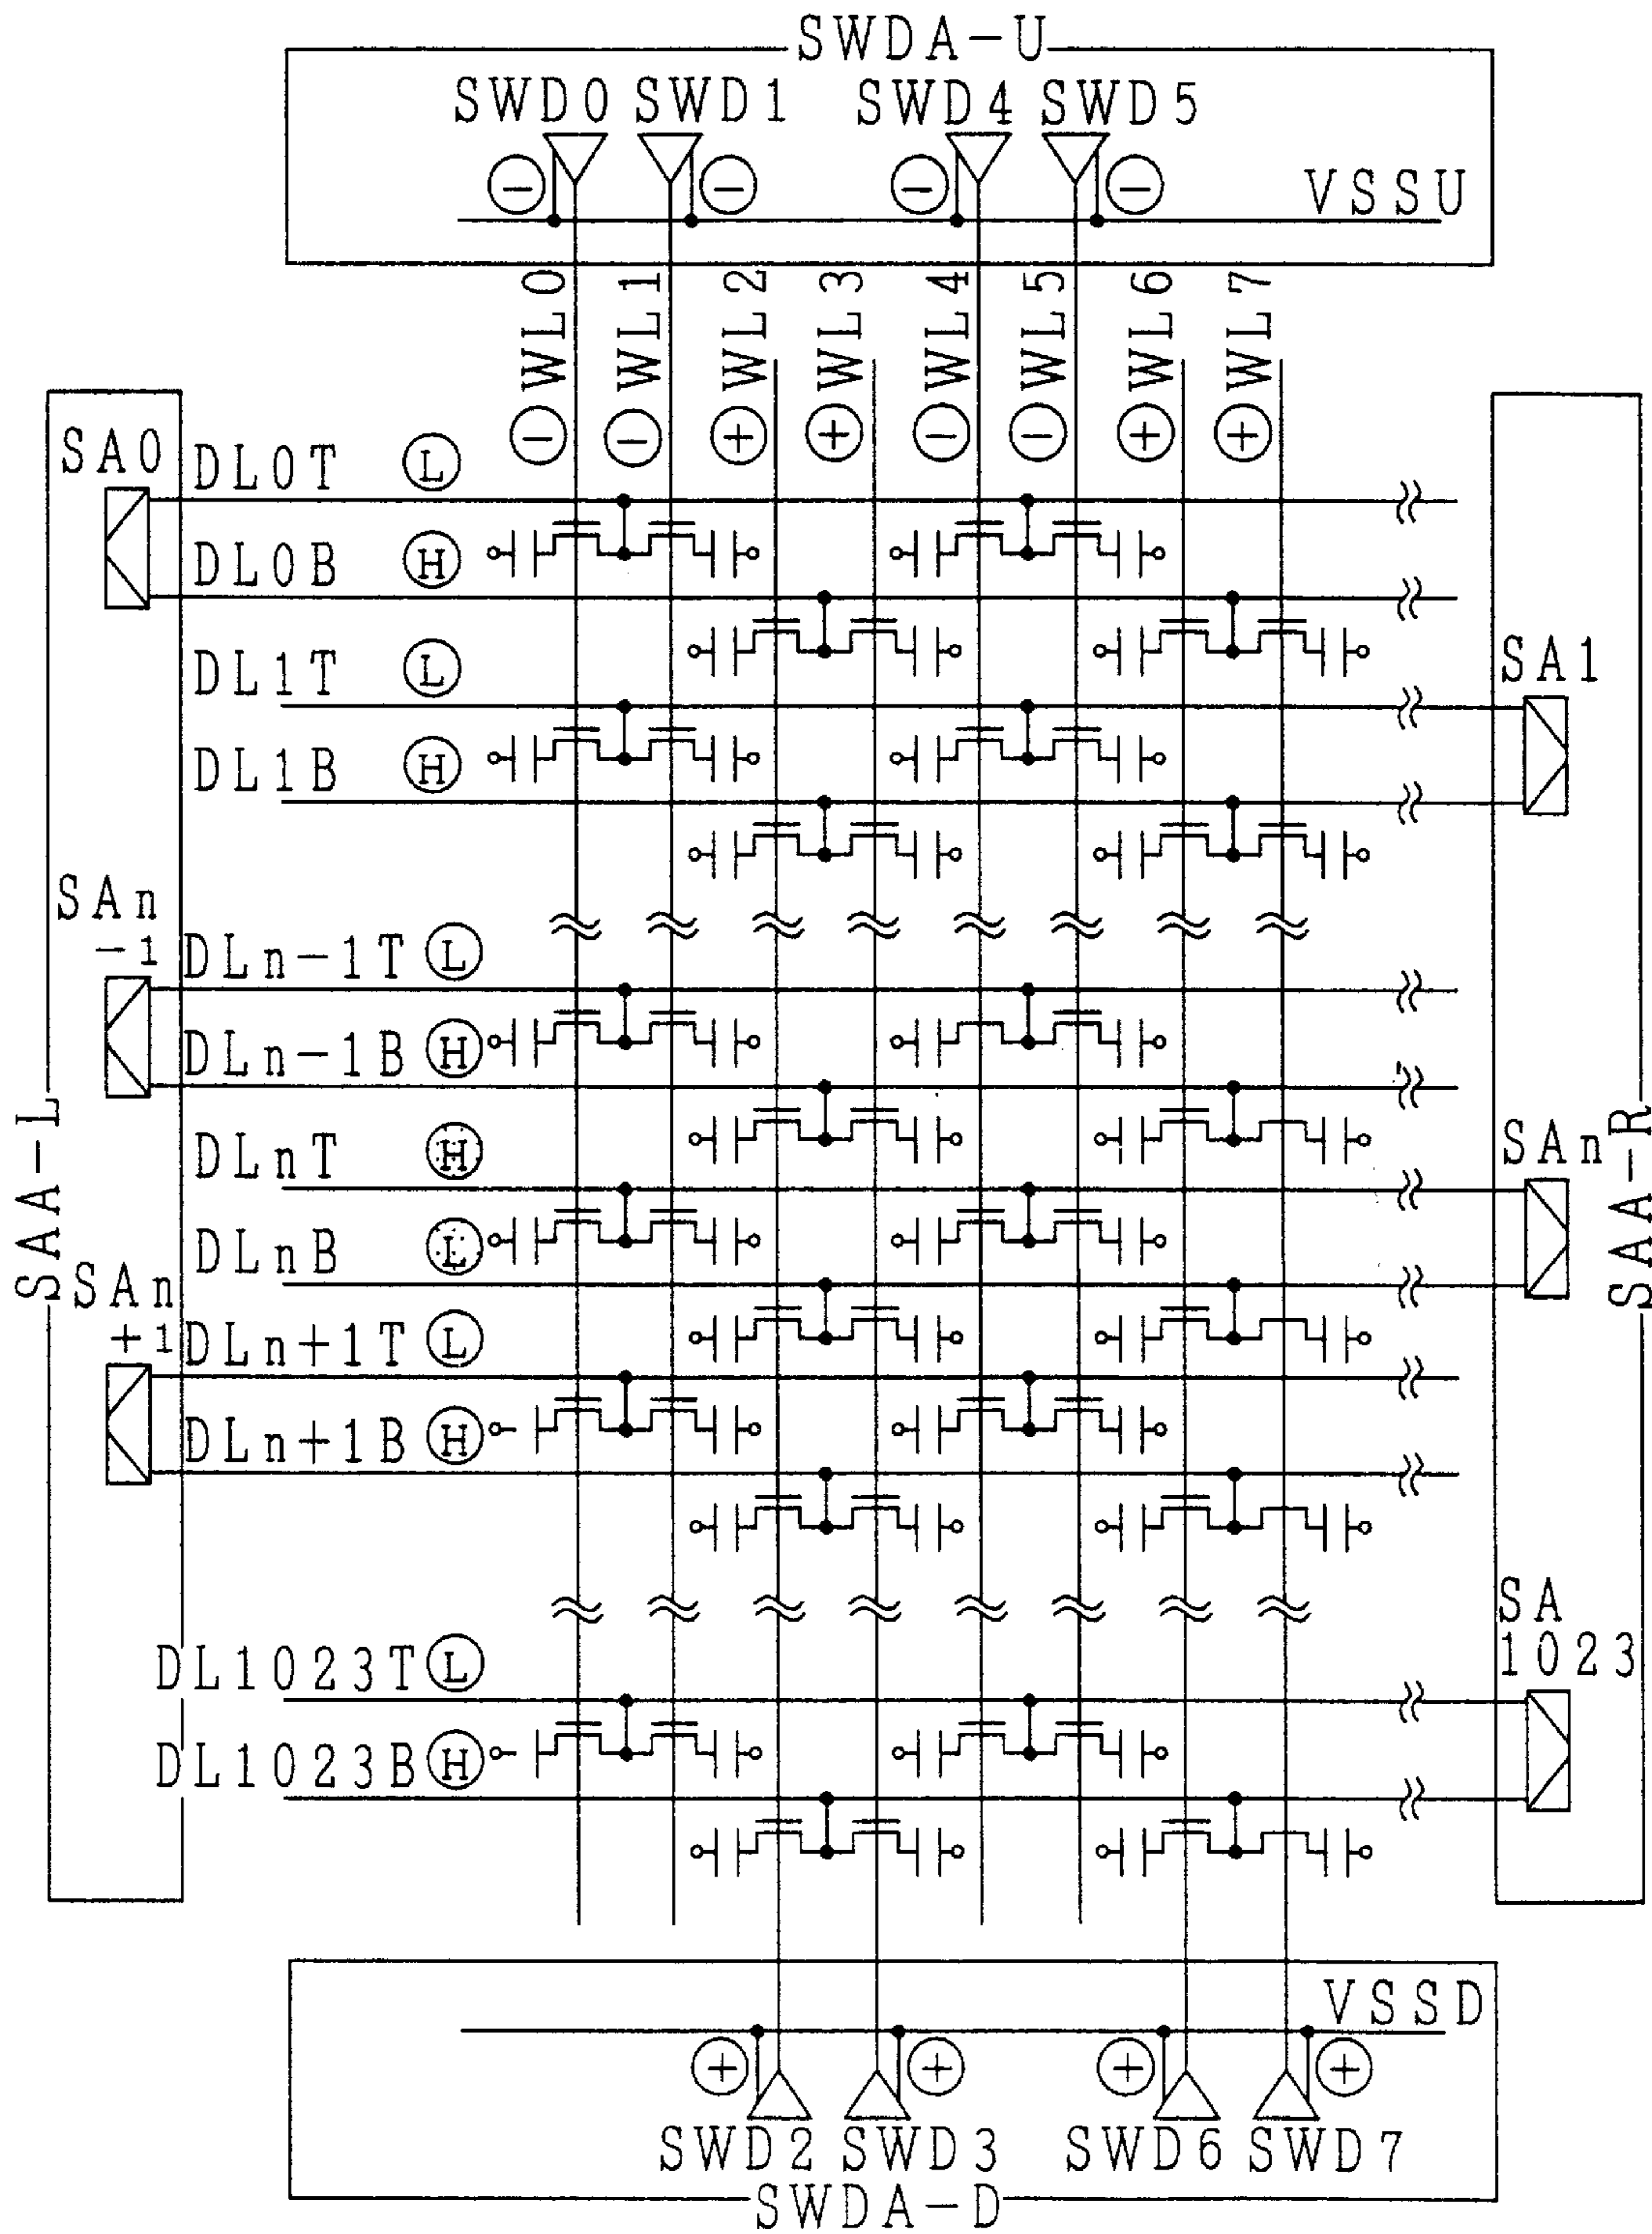 SWDA-U
SWD0 SWD1 SWD4 SWD5
− − − −
VSSU
WL0 WL1 WL2 WL3 WL4 WL5 WL6 WL7
− − + + − − + +
SA0
DL0T L
DL0B H
DL1T L
SA1
DL1B H
SAn
-1
DLn-1T L
DLn-1B H
SAA-L
SAA-R
DLnT H
SAn
DLnB L
SAn
+1
DLn+1T L
DLn+1B H
SA
1023
DL1023T L
DL1023B H
VSSD
+ + + +
SWD2 SWD3 SWD6 SWD7
SWDA-D